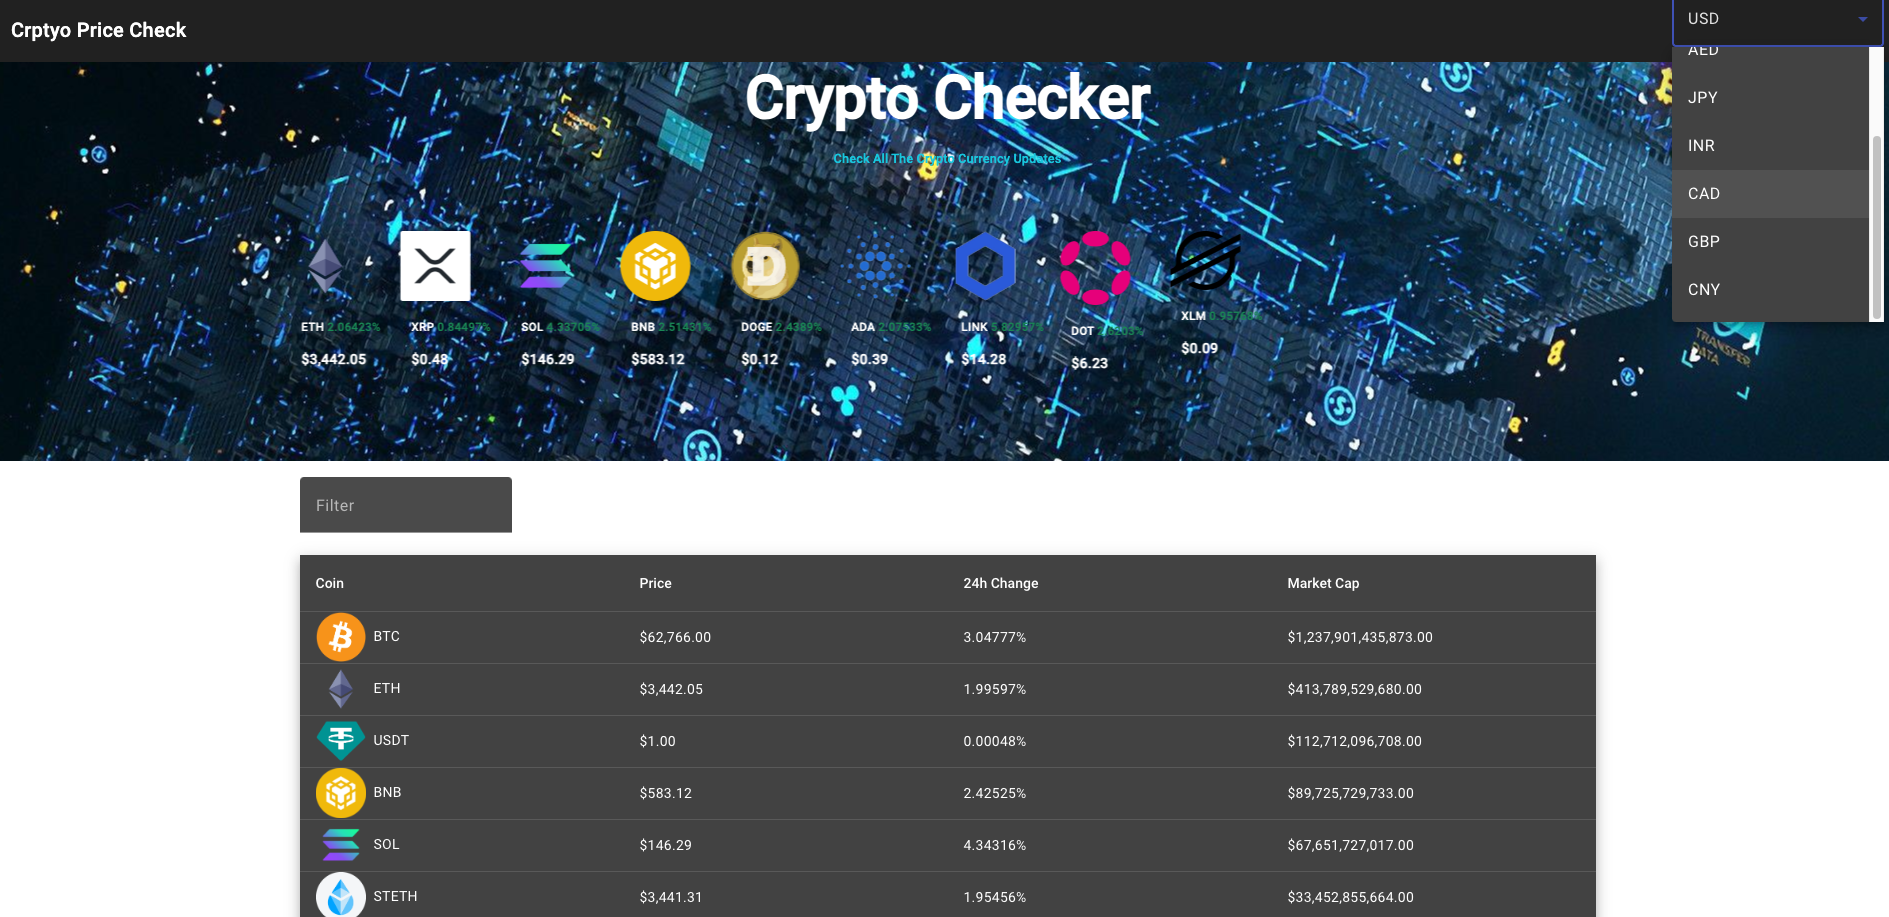 Crptyo Price Check
USD
AED
JPY
INR
CAD
GBP
CNY
Crypto Checker
Check All The Crypto Currency Updates
ETH 2.06423%
$3,442.05
XRP 0.84497%
$0.48
SOL 4.33706%
$146.29
BNB 2.51431%
$583.12
DOGE 2.4389%
$0.12
ADA 2.07533%
$0.39
LINK 5.82957%
$14.28
DOT
$6.23
XLM
$0.09
TRANSFER
DATA
Filter
Coin Price 24h Change Market Cap
BTC $62,766.00 3.04777% $1,237,901,435,873.00
ETH $3,442.05 1.99597% $413,789,529,680.00
USDT $1.00 0.00048% $112,712,096,708.00
BNB $583.12 2.42525% $89,725,729,733.00
SOL $146.29 4.34316% $67,651,727,017.00
STETH $3,441.31 1.95456% $33,452,855,664.00